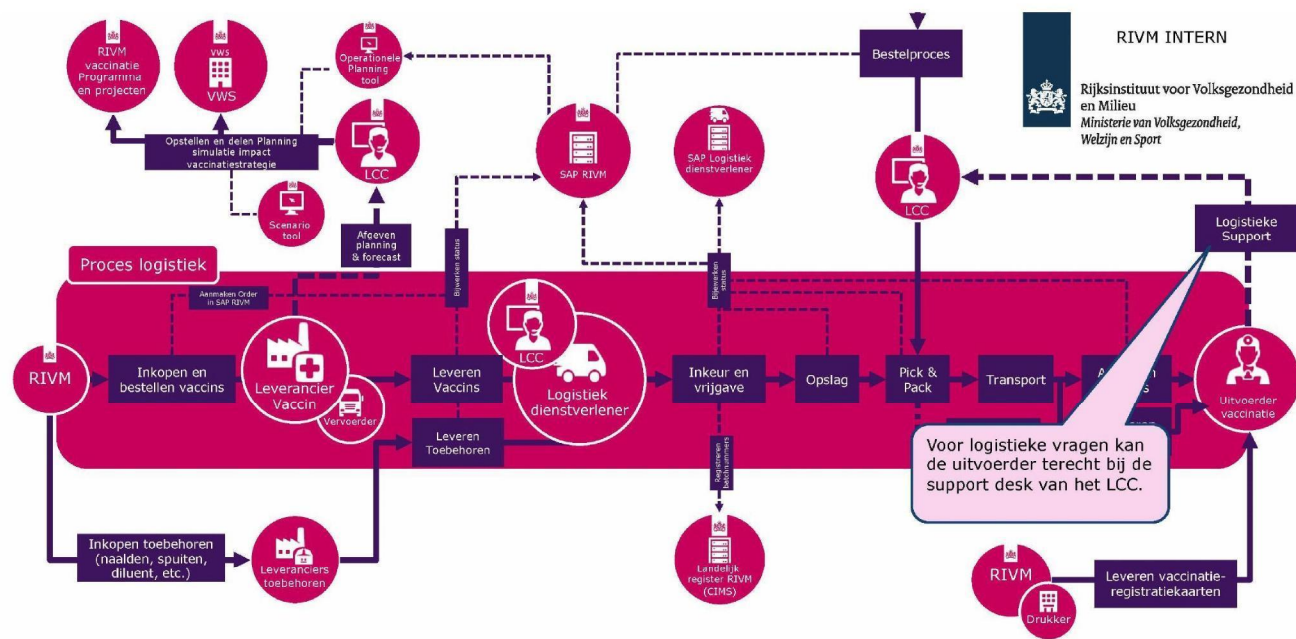 RIVM
vaccinatie
Programma
en projecten
vws
VWS
Operationele
Planning
tool
Bestelproces
RIVM INTERN
Rijksinstituut voor Volksgezondheid
en Milieu
Ministerie van Volksgezondheid,
Welzijn en Sport
Opstellen en delen Planning
simulatie impact
vaccinatiestrategie
LCC
SAP RIVM
SAP Logistiek
dienstverlener
LCC
Scenario
tool
Afgeven
planning
& forecast
Logistieke
Support
Proces logistiek
Aanmaken Order
in SAP RIVM
Bijwerken status
Bijewerken
status
LCC
RIVM
Inkopen en
bestellen vaccins
Leverancier
Vaccin
Vervoerder
Leveren
Vaccins
Logistiek
dienstverlener
Inkeur en
vrijgave
Opslag
Pick &
Pack
Transport
Uitvoerder
vaccinatie
Leveren
Toebehoren
Registreren
batchnummers
Voor logistieke vragen kan
de uitvoerder terecht bij de
support desk van het LCC.
Inkopen toebehoren
(naalden, spuiten,
diluent, etc.)
Leveranciers
toebehoren
Landelijk
register RIVM
(CIMS)
RIVM
Drukker
Leveren vaccinatie-
registratiekaarten